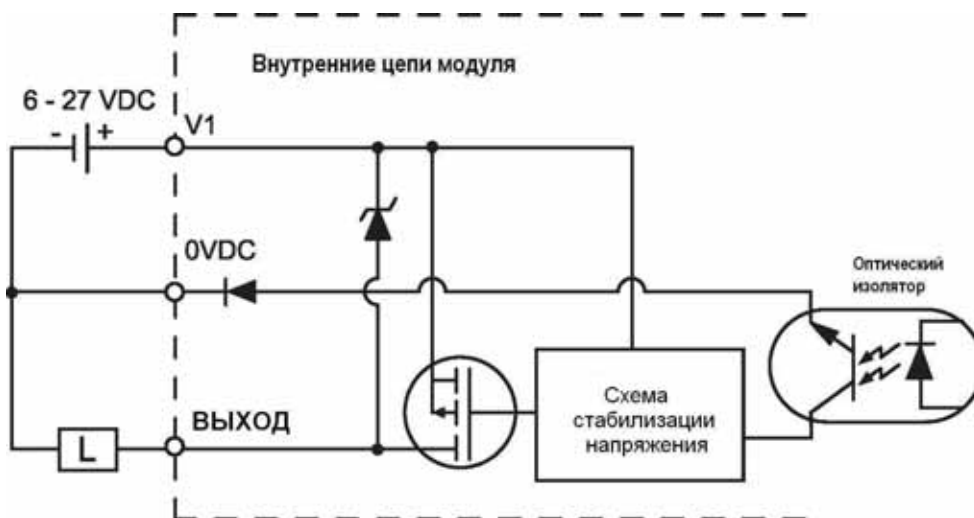 Внутренние цепи модуля
6 - 27 VDC
- +
V1
0VDC
Оптический
изолятор
ВЫХОД
L
Схема
стабилизации
напряжения